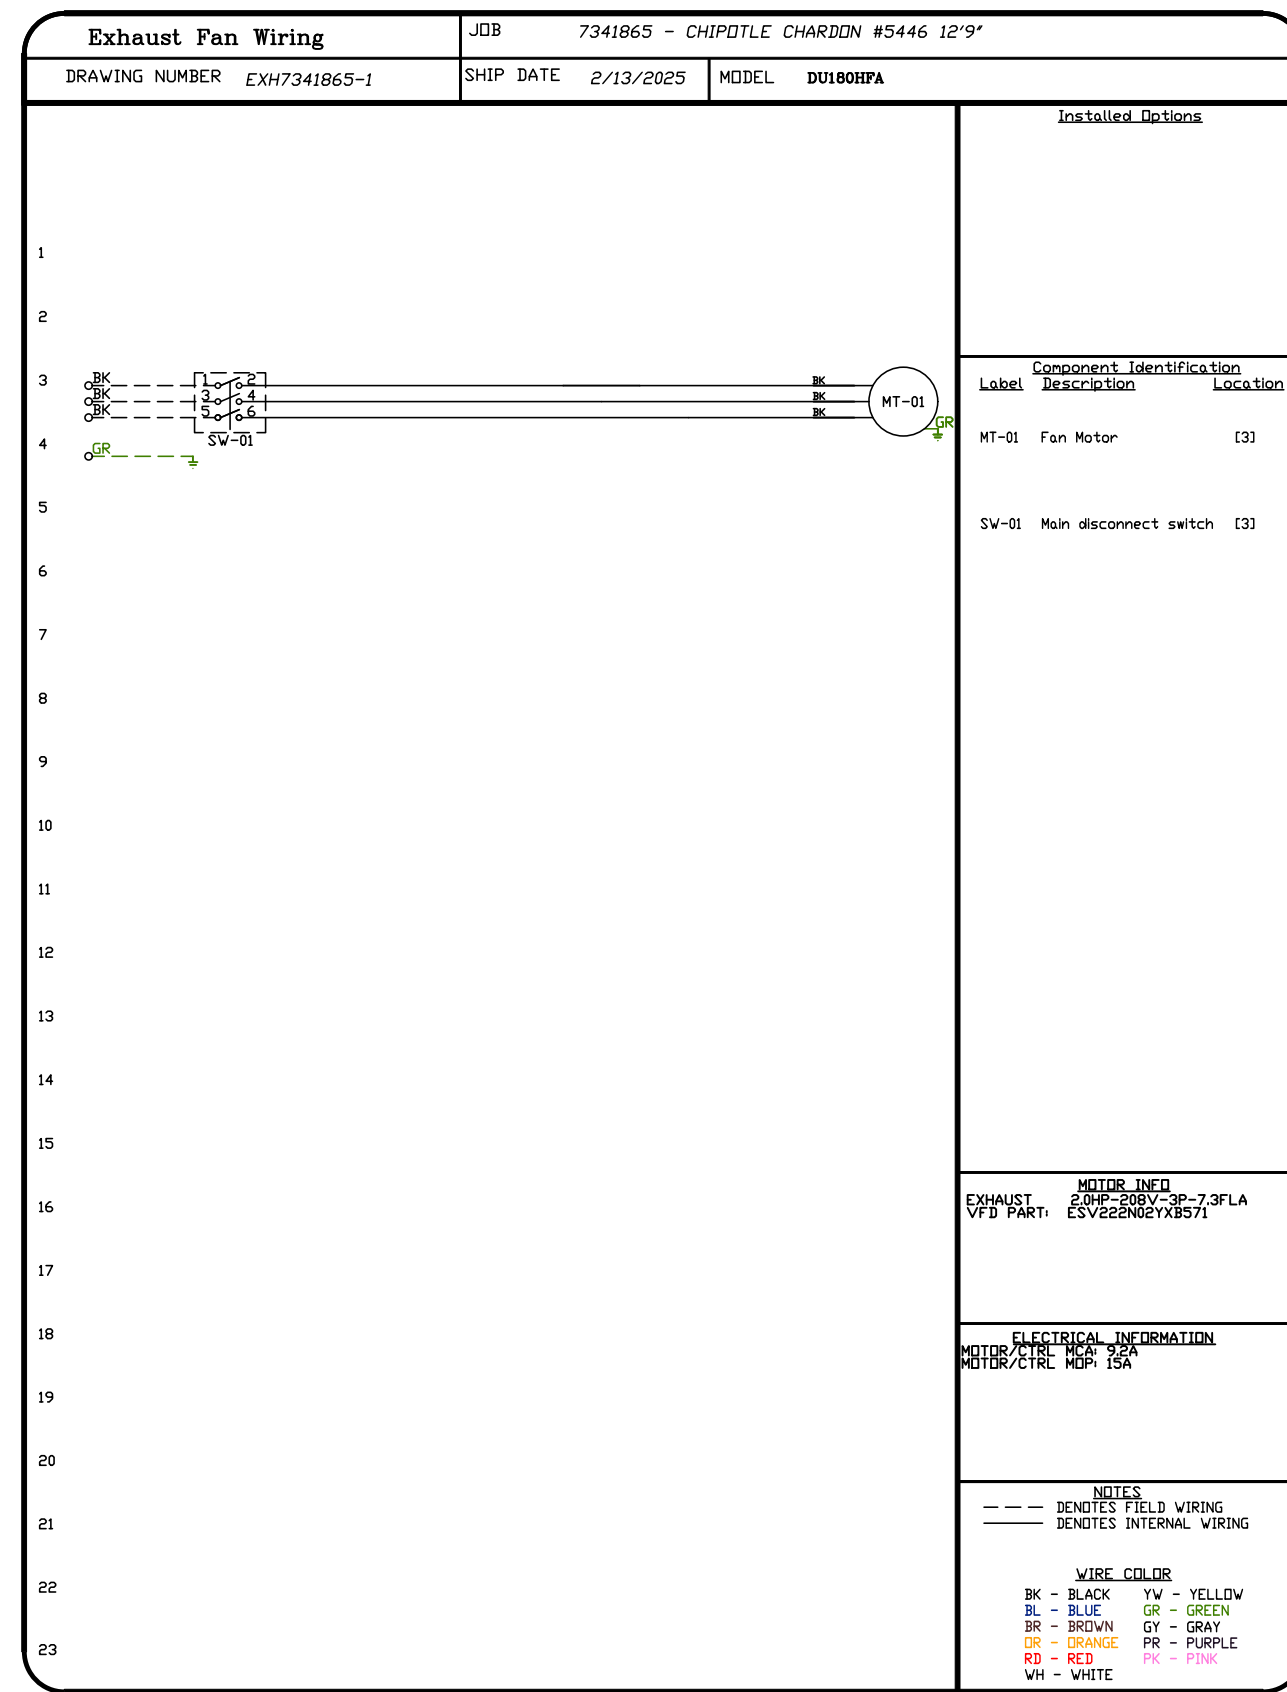 Exhaust Fan Wiring
JOB 7341865 - CHIPOTLE CHARDON #5446 12'9"
DRAWING NUMBER EXH7341865-1
SHIP DATE 2/13/2025
MODEL DU180HFA
Installed Options
1
2
3
BK 1 2 BK
BK 3 4 BK
BK 5 6 BK
MT-01
GR
SW-01
4
GR
5
6
7
8
9
10
11
12
13
14
15
16
17
18
19
20
21
22
23
Component Identification
Label Description Location
MT-01 Fan Motor [3]
SW-01 Main disconnect switch [3]
MOTOR INFO
EXHAUST 2.0HP-208V-3P-7.3FLA
VFD PART: ESV222N02YXB571
ELECTRICAL INFORMATION
MOTOR/CTRL MCA: 9.2A
MOTOR/CTRL MOP: 15A
NOTES
DENOTES FIELD WIRING
DENOTES INTERNAL WIRING
WIRE COLOR
BK - BLACK YW - YELLOW
BL - BLUE GR - GREEN
BR - BROWN GY - GRAY
OR - ORANGE PR - PURPLE
RD - RED PK - PINK
WH - WHITE